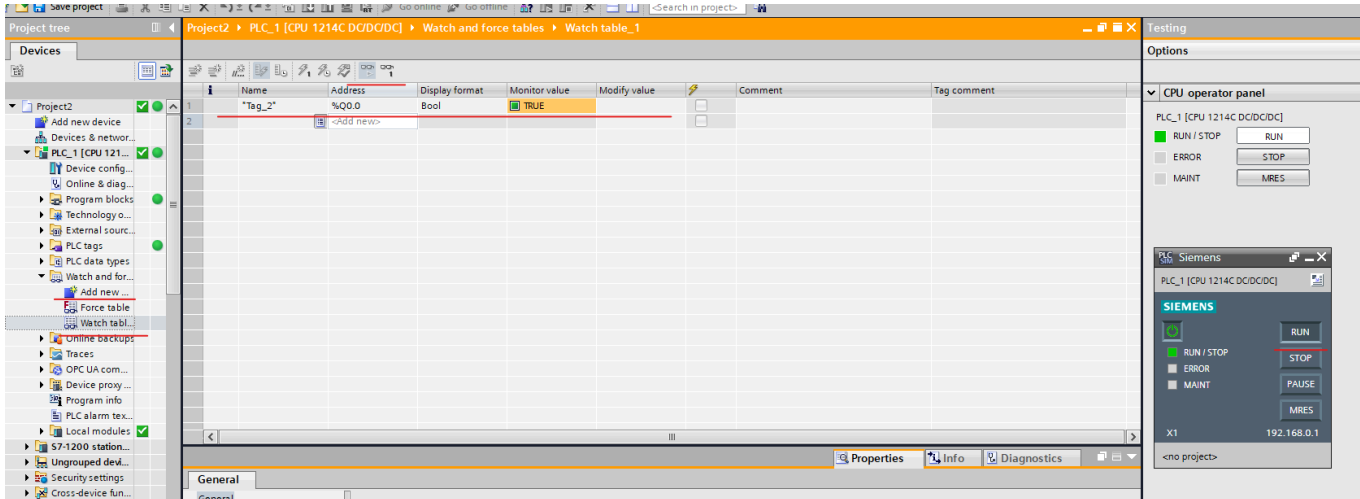 Save project
Go online
Go offline
<Search in project>
Project tree
Project2 PLC_1 [CPU 1214C DC/DC/DC] Watch and force tables Watch table_1
Testing
Devices
Options
i Name Address Display format Monitor value Modify value Comment Tag comment
1 "Tag_2" %Q0.0 Bool TRUE
2 <Add new>
Project2
Add new device
Devices & networ...
PLC_1 [CPU 121...
Device config...
Online & diag...
Program blocks
Technology o...
External sourc...
PLC tags
PLC data types
Watch and for...
Add new ...
Force table
Watch tabl...
Online backups
Traces
OPC UA com...
Device proxy ...
Program info
PLC alarm tex...
Local modules
S7-1200 station...
Ungrouped devi...
Security settings
Cross-device fun...
CPU operator panel
PLC_1 [CPU 1214C DC/DC/DC]
RUN / STOP RUN
ERROR STOP
MAINT MRES
PLC SIM Siemens
PLC_1 [CPU 1214C DC/DC/DC]
SIEMENS
RUN
RUN / STOP
STOP
ERROR
MAINT
PAUSE
MRES
X1 192.168.0.1
<no project>
Properties Info Diagnostics
General
General